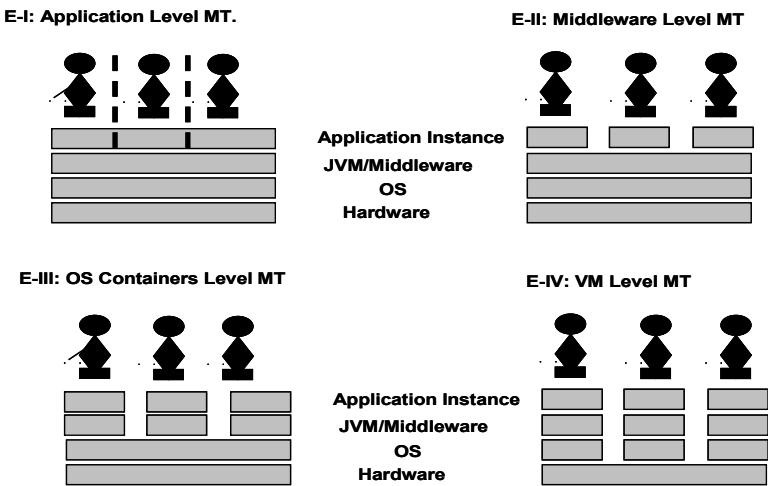 E-I: Application Level MT.
E-II: Middleware Level MT
Application Instance
JVM/Middleware
OS
Hardware
E-III: OS Containers Level MT
E-IV: VM Level MT
Application Instance
JVM/Middleware
OS
Hardware